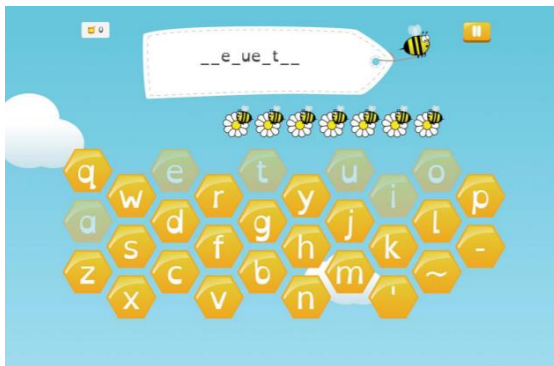 0
__e_ue_t__
q e t u o
w r y i p
a d g j l
s f h k -
z c b m ~
x v n '